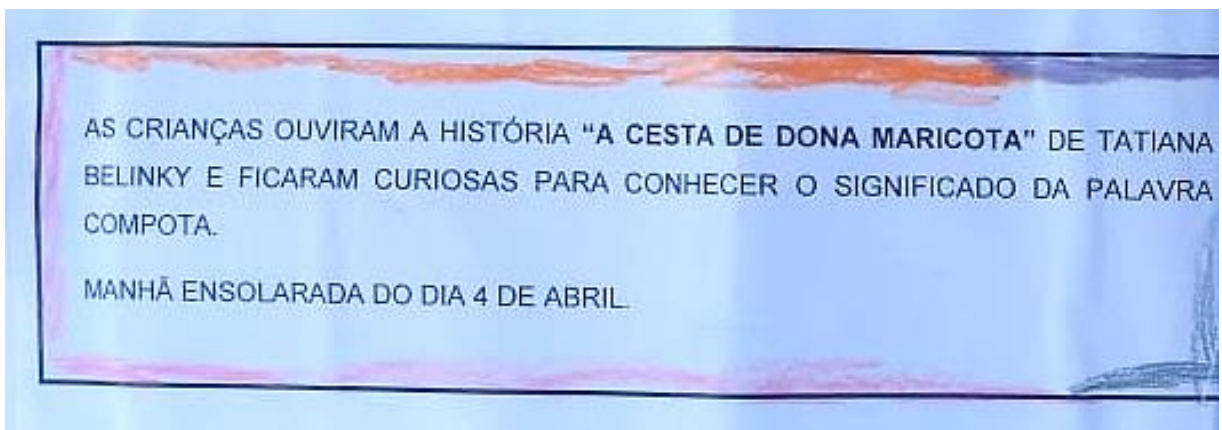 AS CRIANÇAS OUVIRAM A HISTÓRIA “A CESTA DE DONA MARICOTA” DE TATIANA
BELINKY E FICARAM CURIOSAS PARA CONHECER O SIGNIFICADO DA PALAVRA
COMPOTA.
MANHÃ ENSOLARADA DO DIA 4 DE ABRIL.